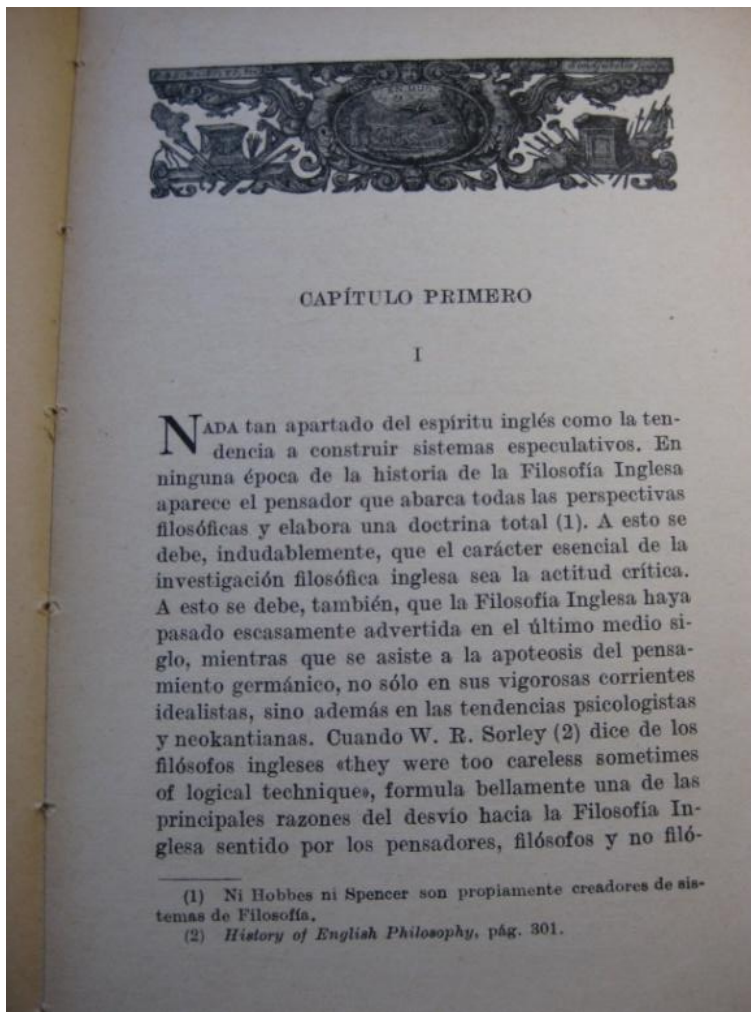 CAPÍTULO PRIMERO
I
NADA tan apartado del espíritu inglés como la ten-
dencia a construir sistemas especulativos. En
ninguna época de la historia de la Filosofía Inglesa
aparece el pensador que abarca todas las perspectivas
filosóficas y elabora una doctrina total (1). A esto se
debe, indudablemente, que el carácter esencial de la
investigación filosófica inglesa sea la actitud crítica.
A esto se debe, también, que la Filosofía Inglesa haya
pasado escasamente advertida en el último medio si-
glo, mientras que se asiste a la apoteosis del pensa-
miento germánico, no sólo en sus vigorosas corrientes
idealistas, sino además en las tendencias psicologistas
y neokantianas. Cuando W. R. Sorley (2) dice de los
filósofos ingleses «they were too careless sometimes
of logical technique», formula bellamente una de las
principales razones del desvío hacia la Filosofía In-
glesa sentido por los pensadores, filósofos y no filó-
(1) Ni Hobbes ni Spencer son propiamente creadores de sis-
temas de Filosofía.
(2) History of English Philosophy, pág. 301.